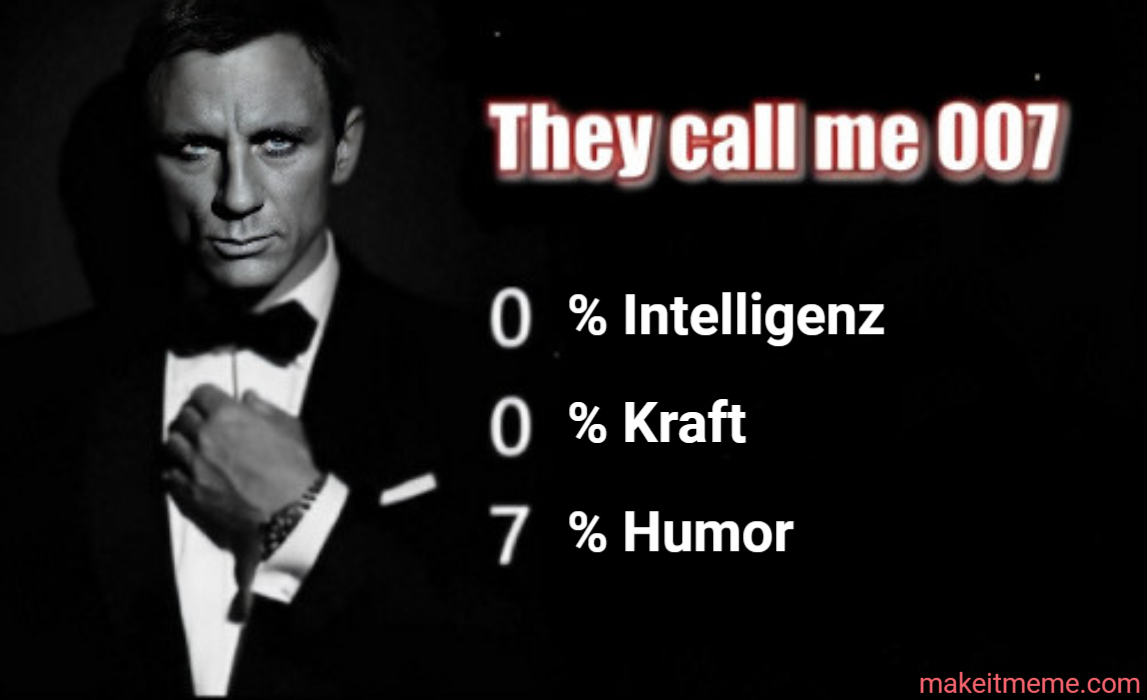 They call me 007
0 % Intelligenz
0 % Kraft
7 % Humor
makeitmeme.com